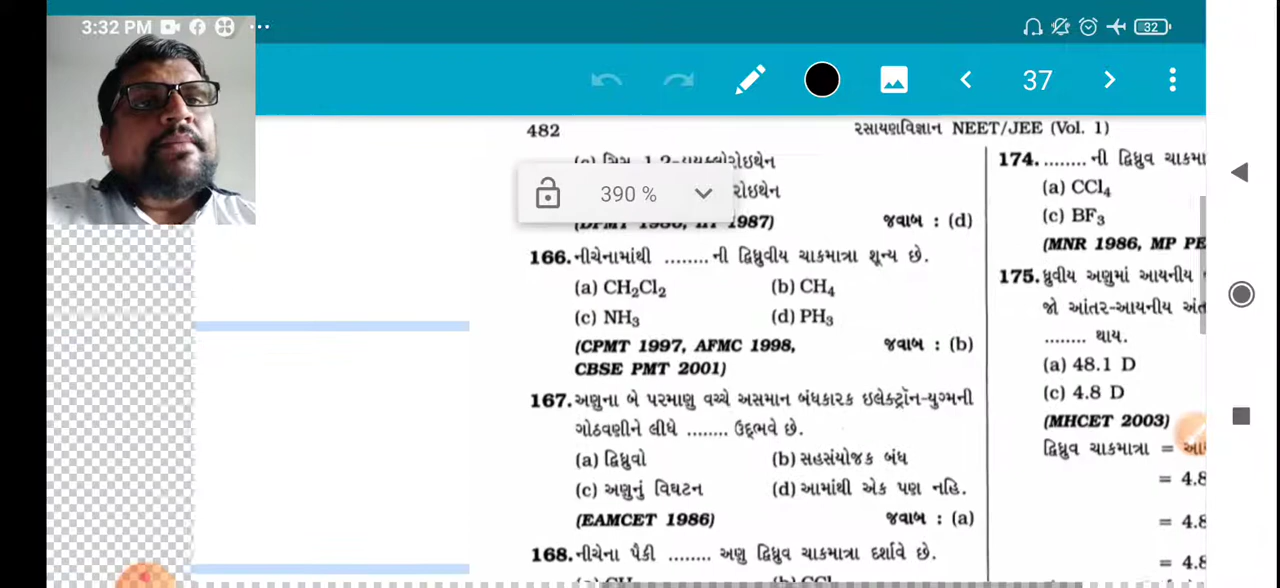 3:32 PM
32
37
390 %
482
રસાયણવિજ્ઞાન NEET/JEE (Vol. 1)
જવાબ : (d)
166. નીચેનામાંથી ........ ની દ્વિધ્રુવીય ચાકમાત્રા શૂન્ય છે.
(a) CH₂Cl₂ (b) CH₄
(c) NH₃ (d) PH₃
(CPMT 1997, AFMC 1998, જવાબ : (b)
CBSE PMT 2001)
167. અણુના બે પરમાણુ વચ્ચે અસમાન બંધકારક ઇલેક્ટ્રૉન-યુગ્મની
ગોઠવણીને લીધે ........ ઉદ્ભવે છે.
(a) દ્વિધ્રુવો (b) સહસંયોજક બંધ
(c) અણુનું વિઘટન (d) આમાંથી એક પણ નહિ.
(EAMCET 1986) જવાબ : (a)
168. નીચેના પૈકી ........ અણુ દ્વિધ્રુવ ચાકમાત્રા દર્શાવે છે.
174. ........ ની દ્વિધ્રુવ ચાકમા
(a) CCl₄
(c) BF₃
(MNR 1986, MP PE
175. ધ્રુવીય અણુમાં આયનીય
જો આંતર-આયનીય અંત
........ થાય.
(a) 48.1 D
(c) 4.8 D
(MHCET 2003)
દ્વિધ્રુવ ચાકમાત્રા = આ
= 4.8
= 4.8
= 4.8